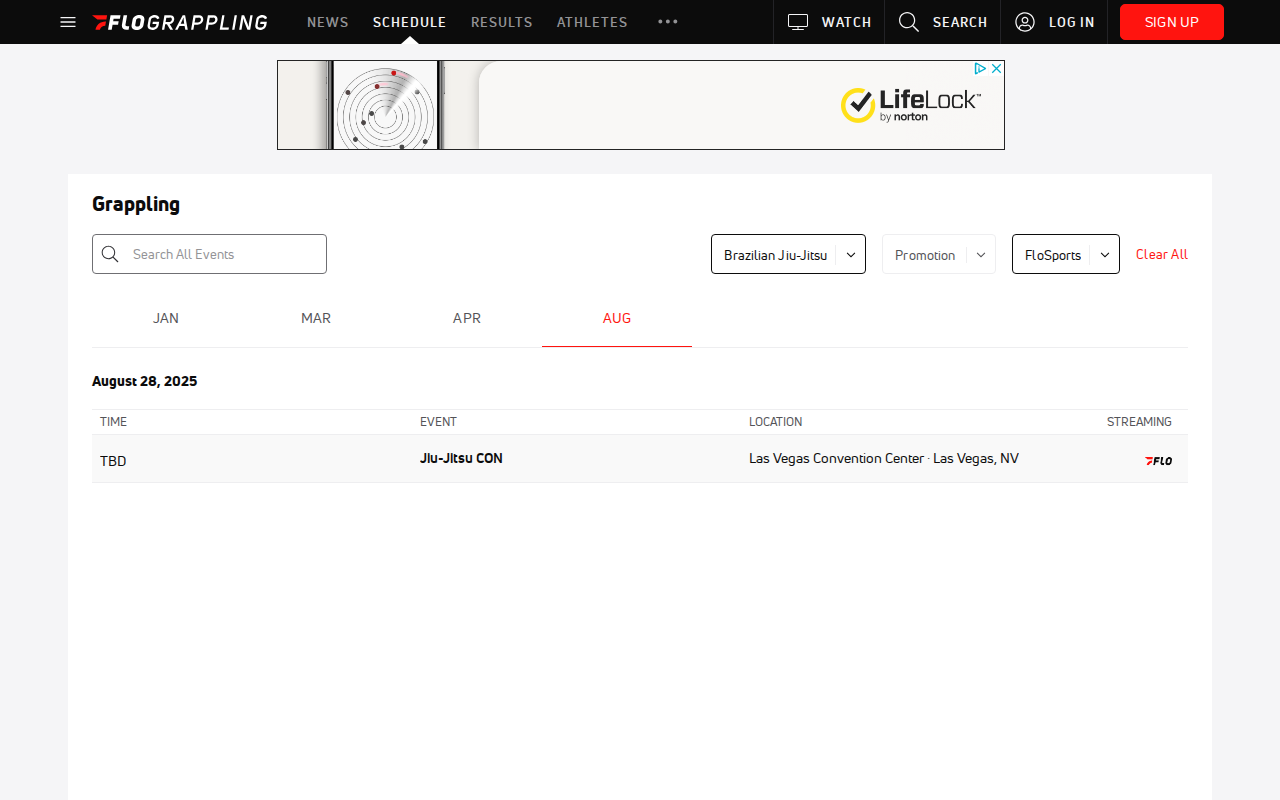 FLOGRAPPLING
NEWS
SCHEDULE
RESULTS
ATHLETES
WATCH
SEARCH
LOG IN
SIGN UP
LifeLock™
by norton
Grappling
Search All Events
Brazilian Jiu-Jitsu
Promotion
FloSports
Clear All
JAN
MAR
APR
AUG
August 28, 2025
TIME
EVENT
LOCATION
STREAMING
TBD
Jiu-Jitsu CON
Las Vegas Convention Center · Las Vegas, NV
FLO